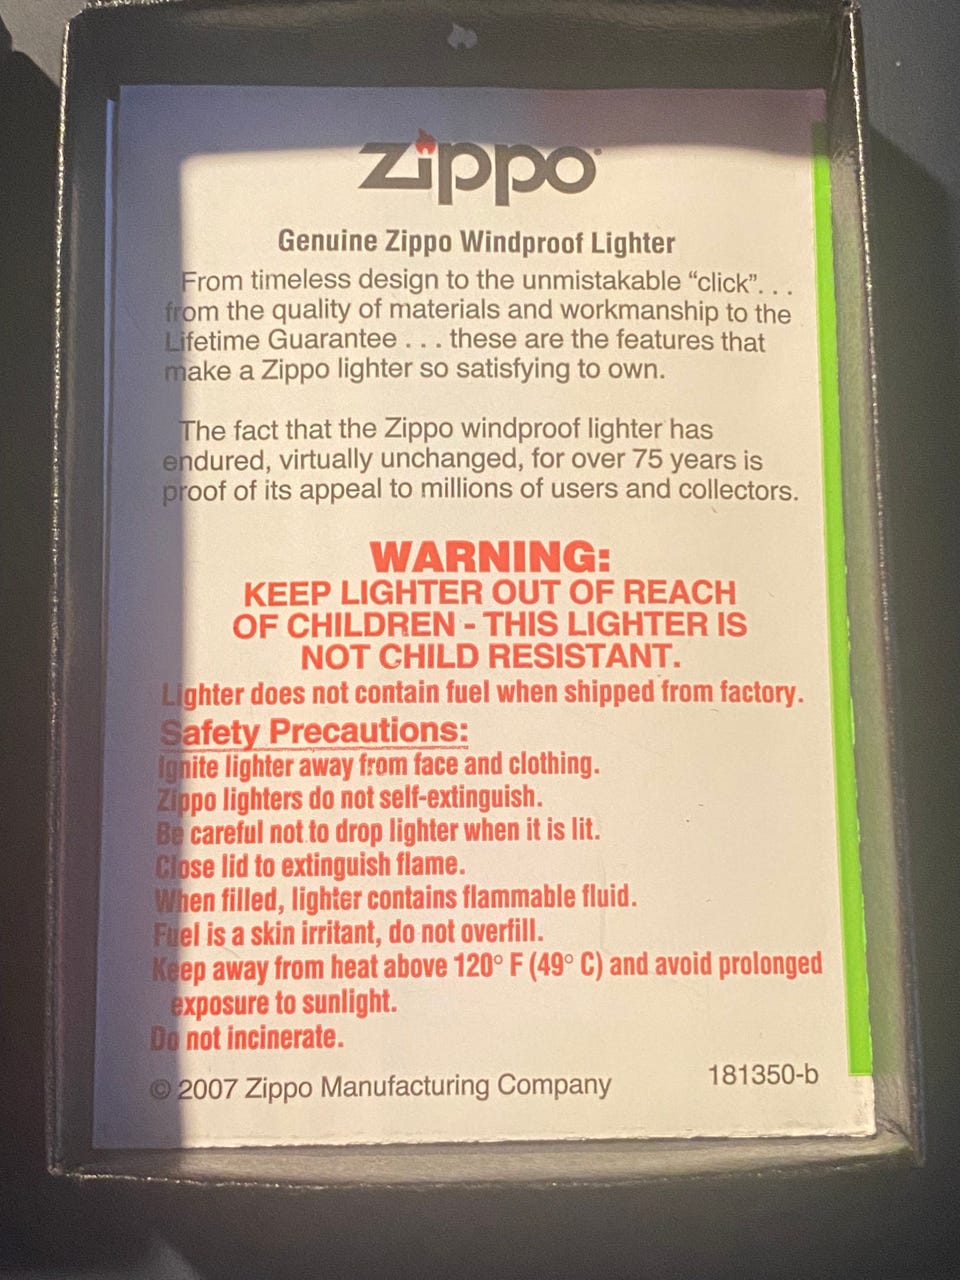 Zippo
Genuine Zippo Windproof Lighter
From timeless design to the unmistakable “click”. . .
from the quality of materials and workmanship to the
Lifetime Guarantee . . . these are the features that
make a Zippo lighter so satisfying to own.
The fact that the Zippo windproof lighter has
endured, virtually unchanged, for over 75 years is
proof of its appeal to millions of users and collectors.
WARNING:
KEEP LIGHTER OUT OF REACH
OF CHILDREN - THIS LIGHTER IS
NOT CHILD RESISTANT.
Lighter does not contain fuel when shipped from factory.
Safety Precautions:
Ignite lighter away from face and clothing.
Zippo lighters do not self-extinguish.
Be careful not to drop lighter when it is lit.
Close lid to extinguish flame.
When filled, lighter contains flammable fluid.
Fuel is a skin irritant, do not overfill.
Keep away from heat above 120° F (49° C) and avoid prolonged
exposure to sunlight.
Do not incinerate.
© 2007 Zippo Manufacturing Company 181350-b